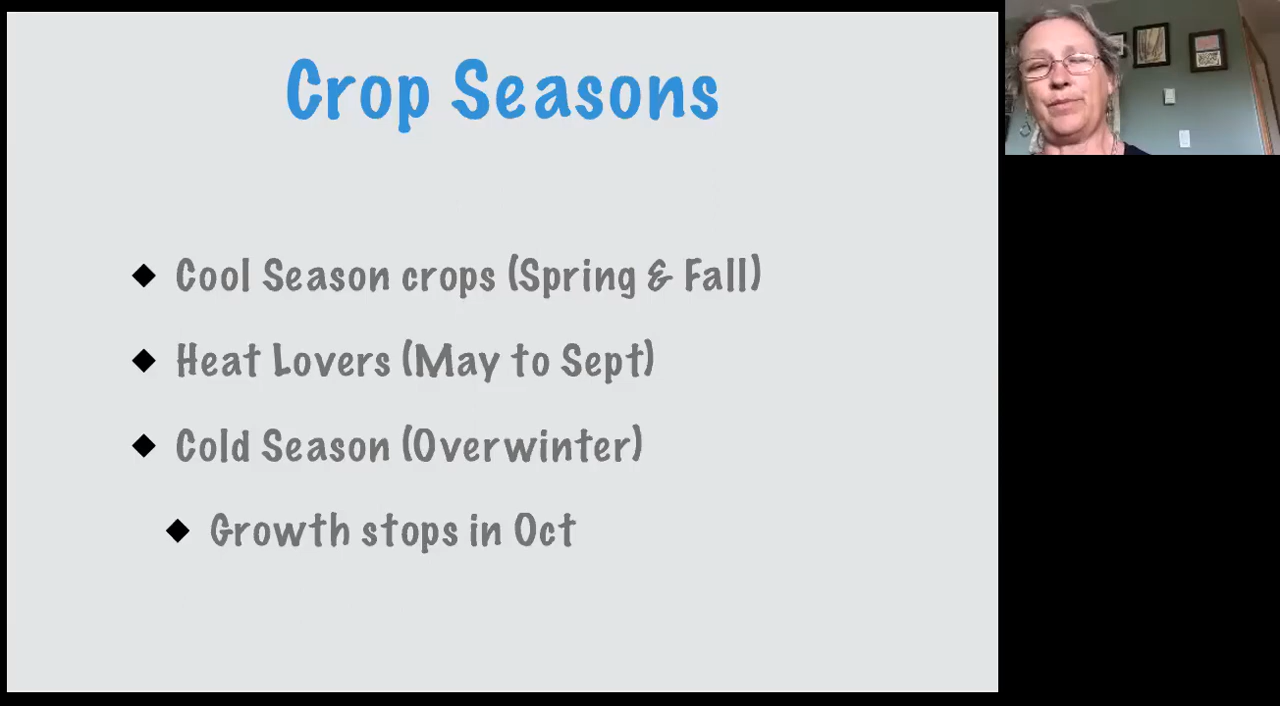 Crop Seasons
Cool Season crops (Spring & Fall)
Heat Lovers (May to Sept)
Cold Season (Overwinter)
Growth stops in Oct